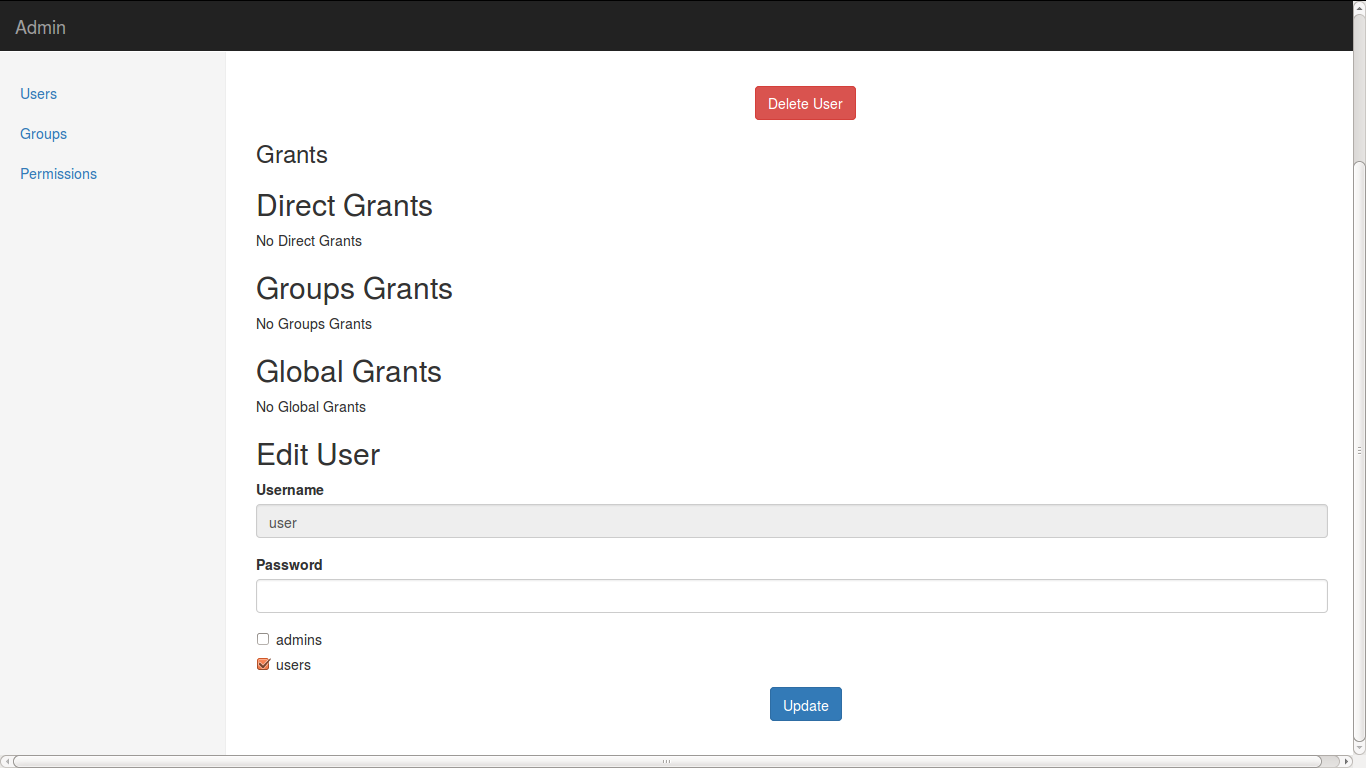 Admin
Users
Groups
Permissions
Delete User
Grants
Direct Grants
No Direct Grants
Groups Grants
No Groups Grants
Global Grants
No Global Grants
Edit User
Username
user
Password
admins
users
Update